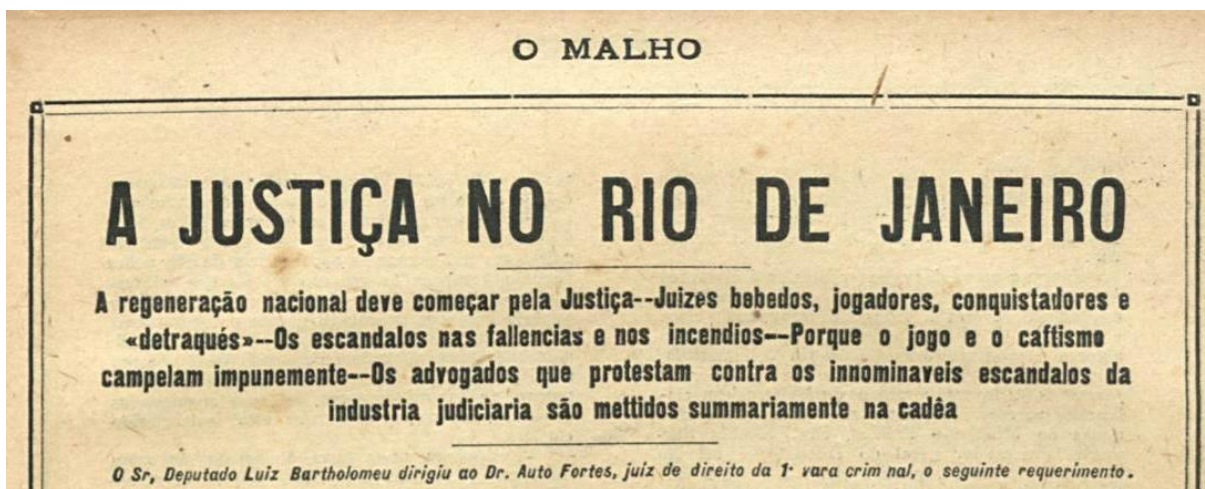 O MALHO
A JUSTIÇA NO RIO DE JANEIRO
A regeneração nacional deve começar pela Justiça--Juizes bebedos, jogadores, conquistadores e
«detraqués»--Os escandalos nas fallencias e nos incendios--Porque o jogo e o caftismo
campelam impunemente--Os advogados que protestam contra os innominaveis escandalos da
industria judiciaria são mettidos summariamente na cadêa
O Sr, Deputado Luiz Bartholomeu dirigiu ao Dr. Auto Fortes, juiz de direito da 1ª vara crim nal, o seguinte requerimento.